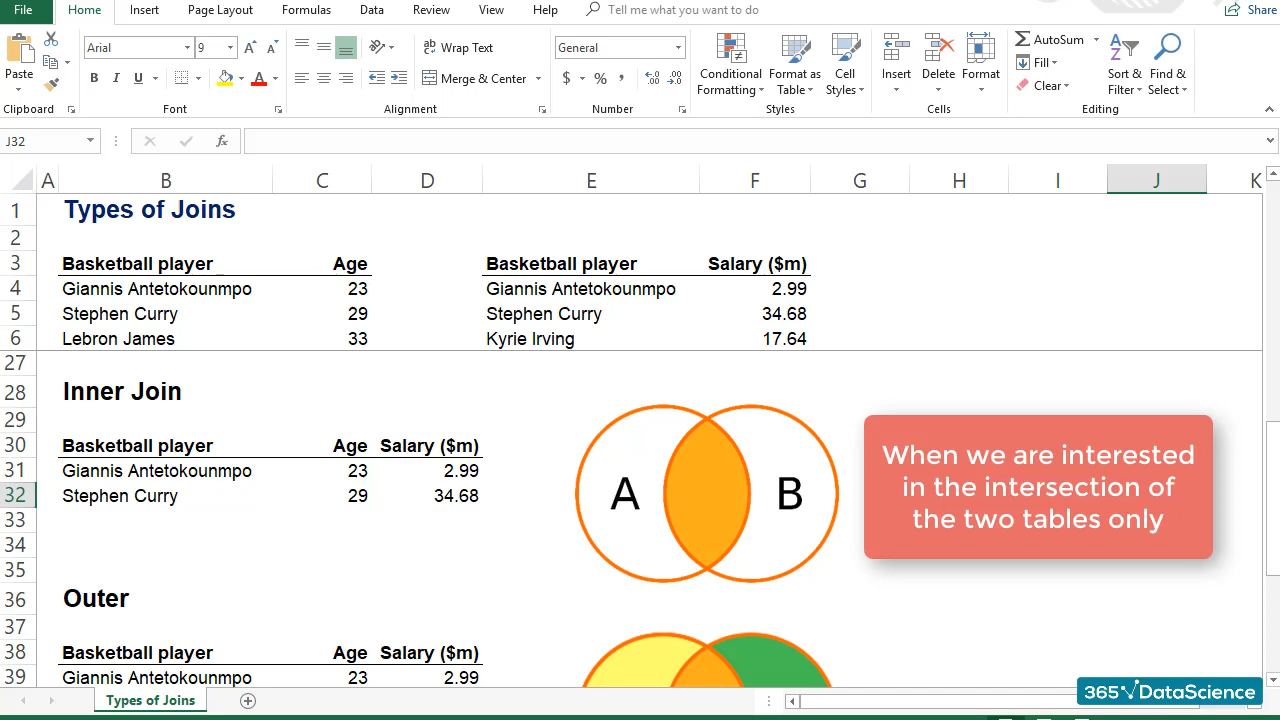 File Home Insert Page Layout Formulas Data Review View Help Tell me what you want to do Share
Arial 9 Wrap Text General AutoSum
Paste B I U A Merge & Center $ % Conditional Formatting Format as Table Cell Styles Insert Delete Format Fill Clear Sort & Filter Find & Select
Clipboard Font Alignment Number Styles Cells Editing
J32 fx
A B C D E F G H I J K
1 Types of Joins
2
3 Basketball player Age Basketball player Salary ($m)
4 Giannis Antetokounmpo 23 Giannis Antetokounmpo 2.99
5 Stephen Curry 29 Stephen Curry 34.68
6 Lebron James 33 Kyrie Irving 17.64
27
28 Inner Join
29
30 Basketball player Age Salary ($m)
31 Giannis Antetokounmpo 23 2.99
32 Stephen Curry 29 34.68
33
34
35
36 Outer
37
38 Basketball player Age Salary ($m)
39 Giannis Antetokounmpo 23 2.99
A B
When we are interested
in the intersection of
the two tables only
Types of Joins
365 DataScience